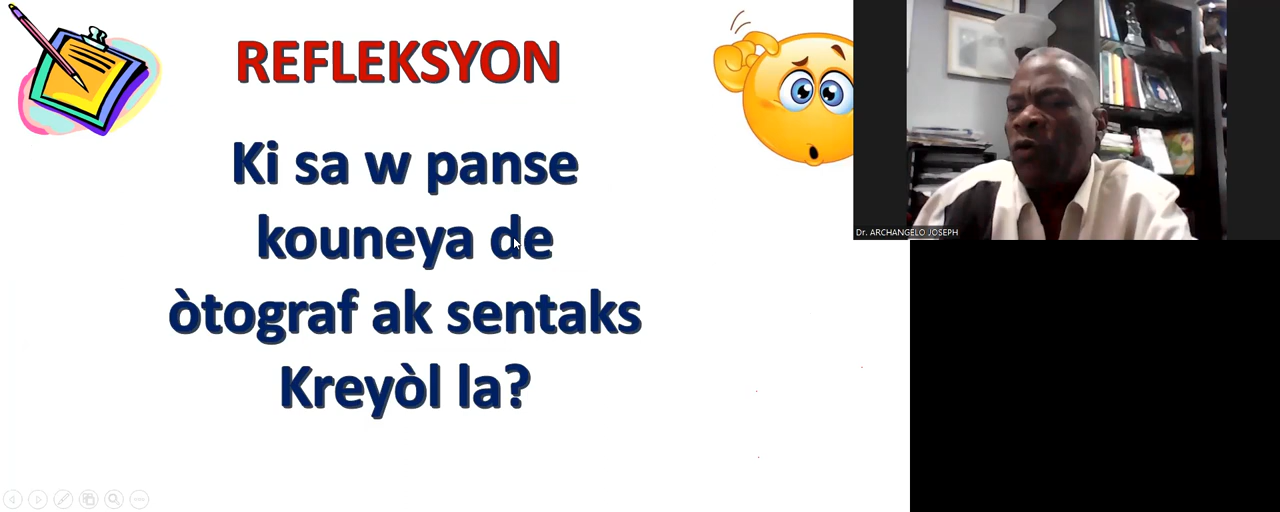 REFLEKSYON
Ki sa w panse
kouneya de
òtograf ak sentaks
Kreyòl la?
Dr. ARCHANGELO JOSEPH